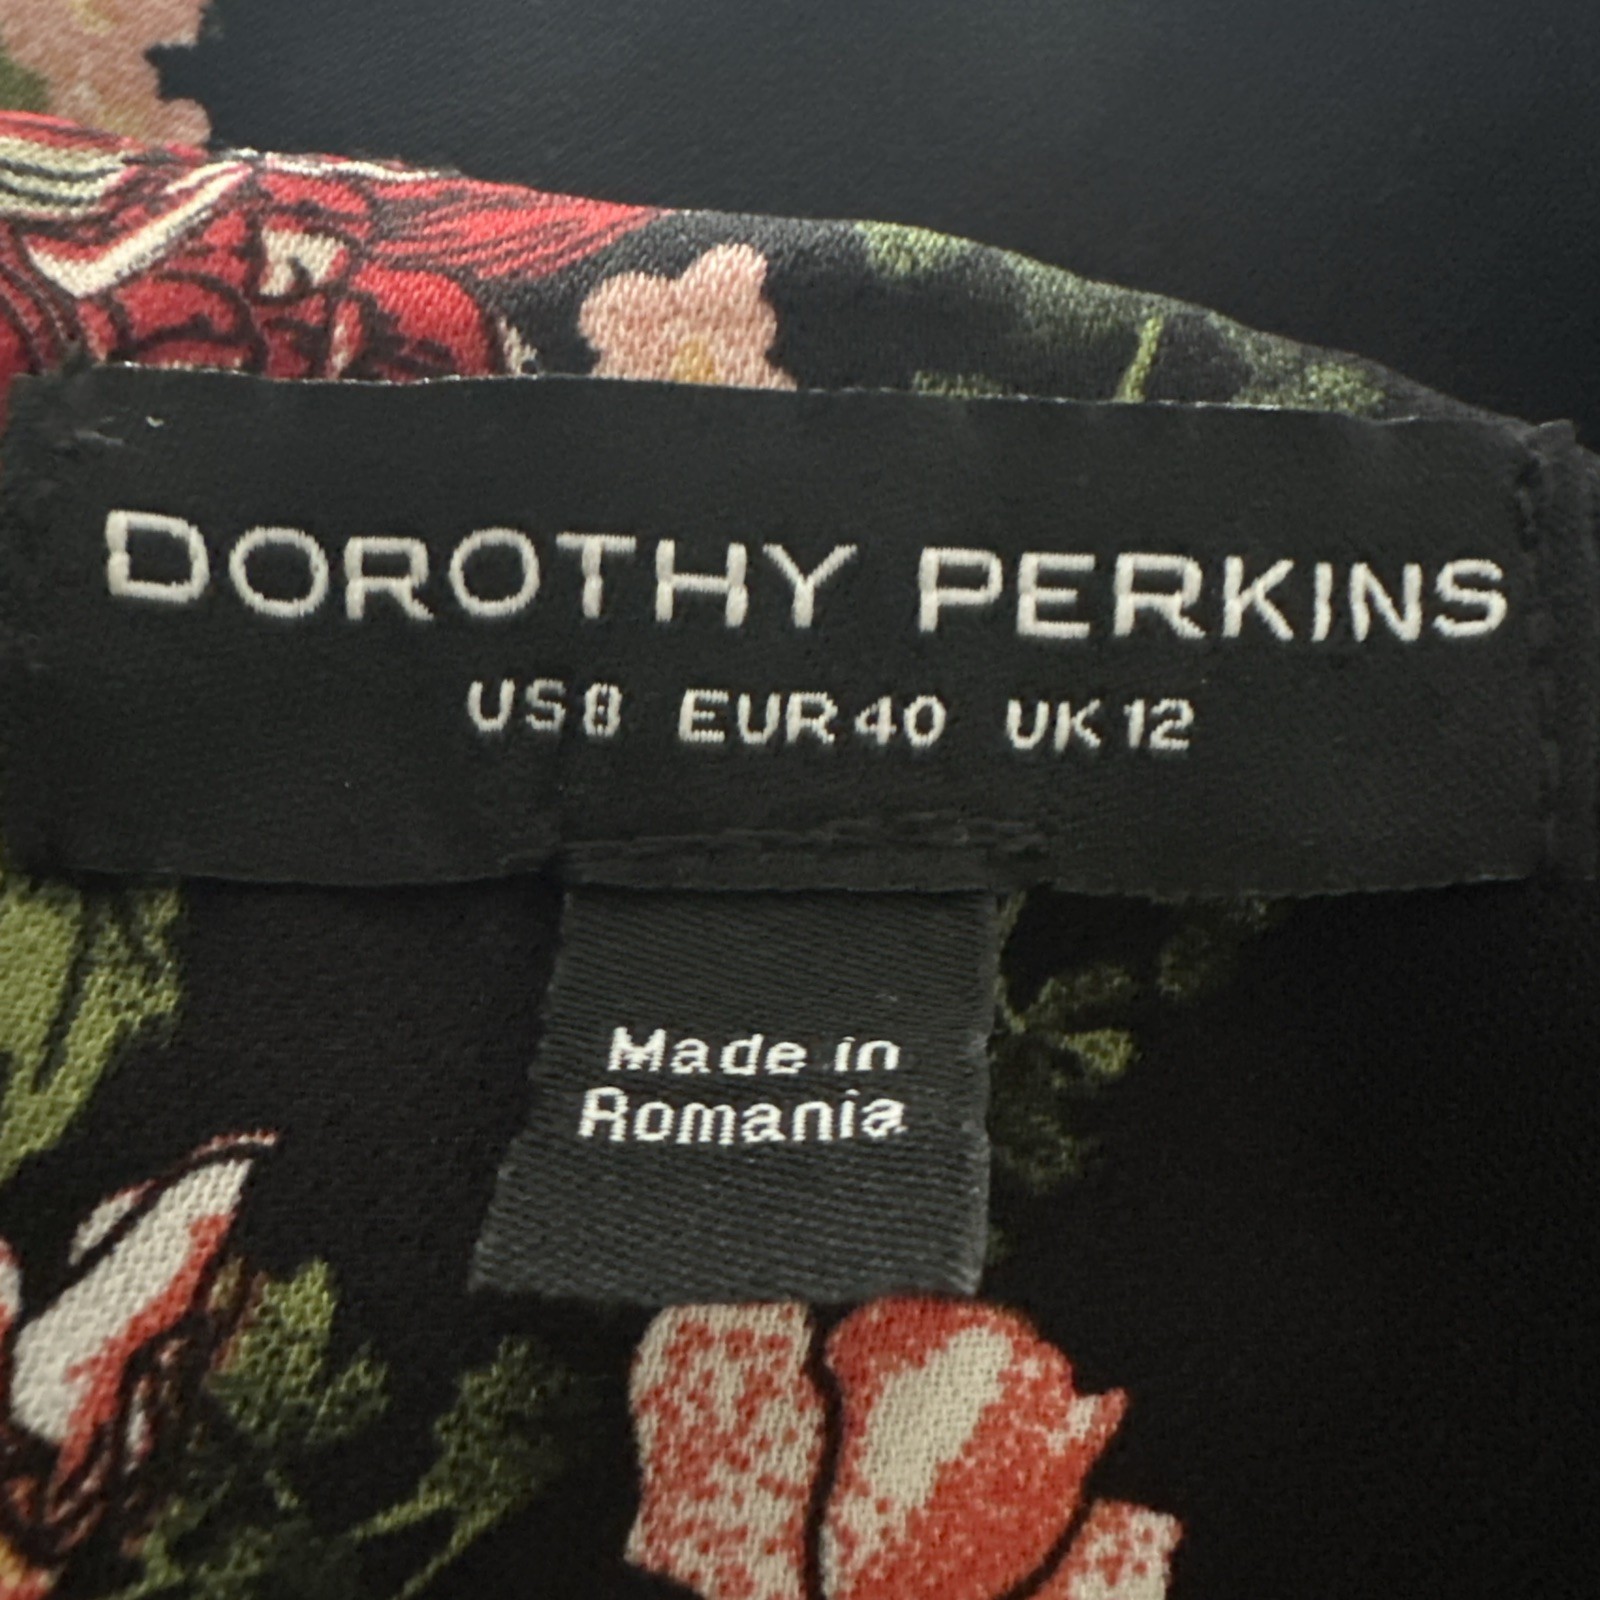 DOROTHY PERKINS
US8 EUR40 UK12
Made in
Romania